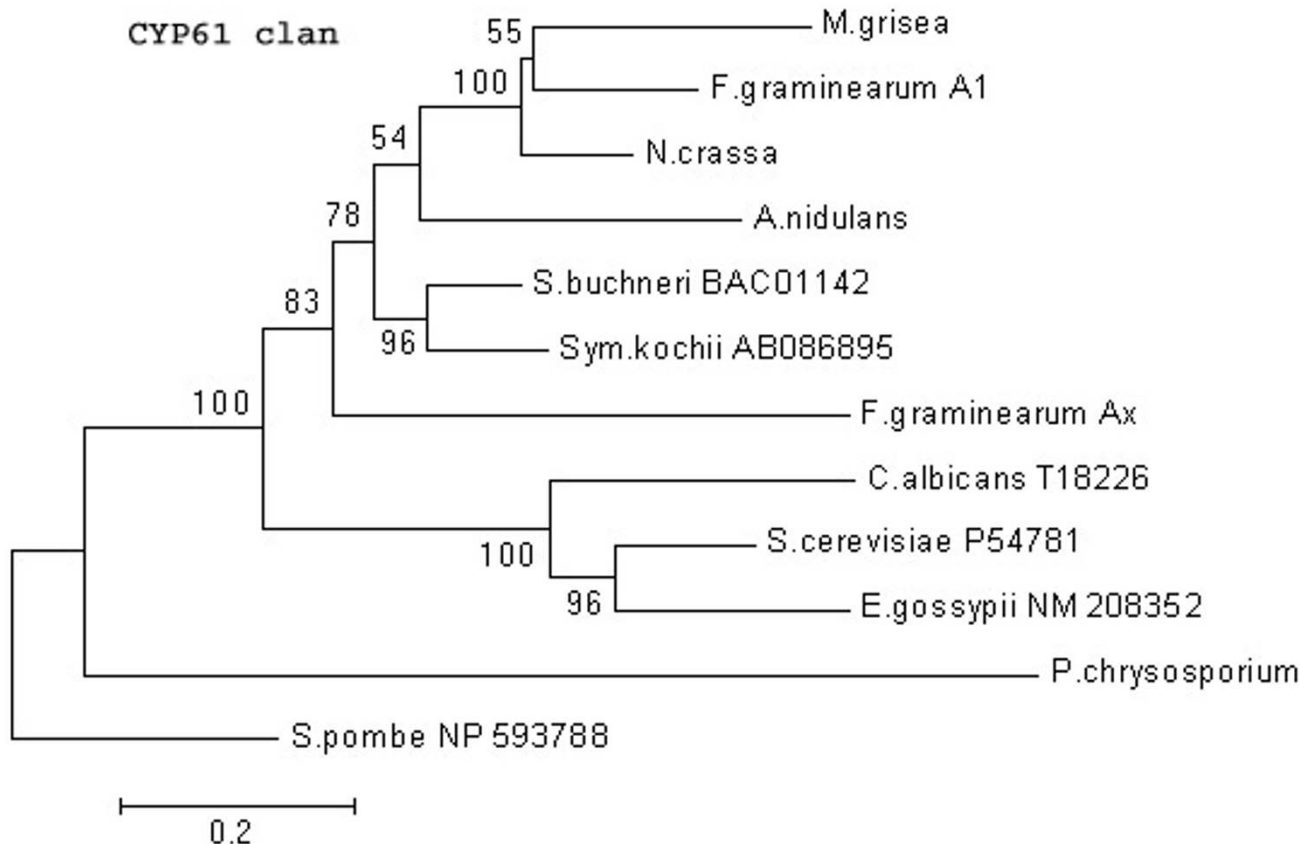 CYP61 clan
M.grisea
55
F.graminearum A1
100
N.crassa
54
A.nidulans
78
S.buchneri BAC01142
83
Sym.kochii AB086895
96
F.graminearum Ax
100
C.albicans T18226
S.cerevisiae P54781
100
E.gossypii NM 208352
96
P.chrysosporium
S.pombe NP 593788
0.2